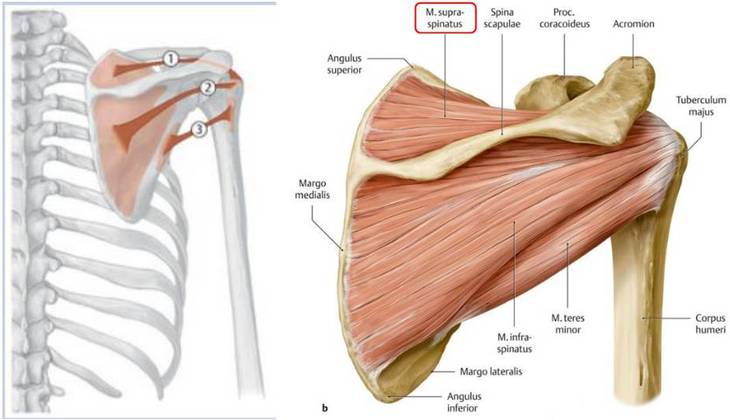 1
2
3
M. supra-
spinatus
Spina
scapulae
Proc.
coracoideus
Acromion
Angulus
superior
Tuberculum
majus
Margo
medialis
M. teres
minor
Corpus
humeri
M. infra-
spinatus
Margo lateralis
Angulus
inferior
b